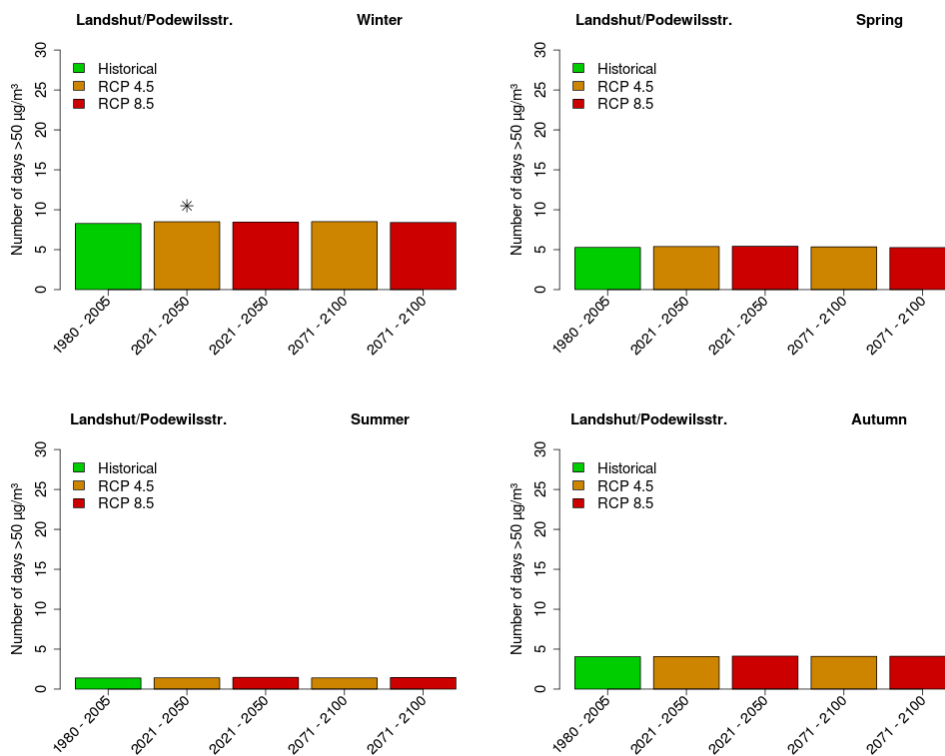 Landshut/Podewilsstr. Winter
Number of days >50 µg/m³
30
25
20
15
10
5
0
Historical
RCP 4.5
RCP 8.5
*
1980 - 2005
2021 - 2050
2021 - 2050
2071 - 2100
2071 - 2100
Landshut/Podewilsstr. Spring
Number of days >50 µg/m³
30
25
20
15
10
5
0
Historical
RCP 4.5
RCP 8.5
1980 - 2005
2021 - 2050
2021 - 2050
2071 - 2100
2071 - 2100
Landshut/Podewilsstr. Summer
Number of days >50 µg/m³
30
25
20
15
10
5
0
Historical
RCP 4.5
RCP 8.5
1980 - 2005
2021 - 2050
2021 - 2050
2071 - 2100
2071 - 2100
Landshut/Podewilsstr. Autumn
Number of days >50 µg/m³
30
25
20
15
10
5
0
Historical
RCP 4.5
RCP 8.5
1980 - 2005
2021 - 2050
2021 - 2050
2071 - 2100
2071 - 2100